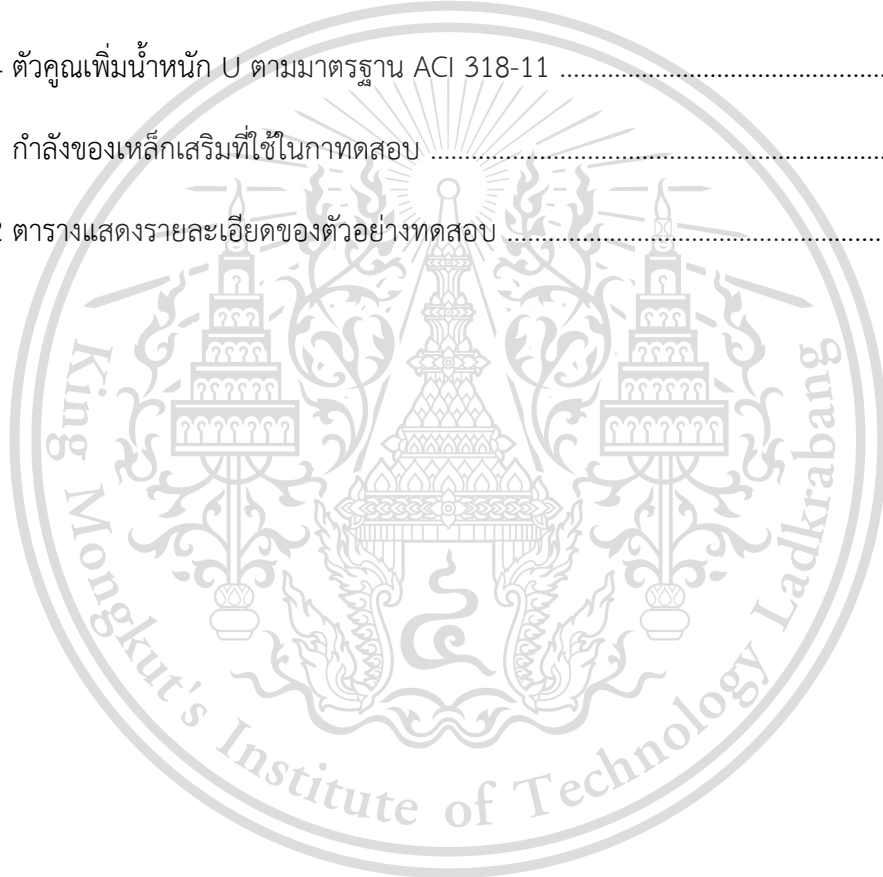 ตัวคูณเพิ่มน้ำหนัก U ตามมาตรฐาน ACI 318-11 ................................................................
กำลังของเหล็กเสริมที่ใช้ในกาทดสอบ ................................................................
2 ตารางแสดงรายละเอียดของตัวอย่างทดสอบ ................................................................
King Mongkut's Institute of Technology Ladkrabang